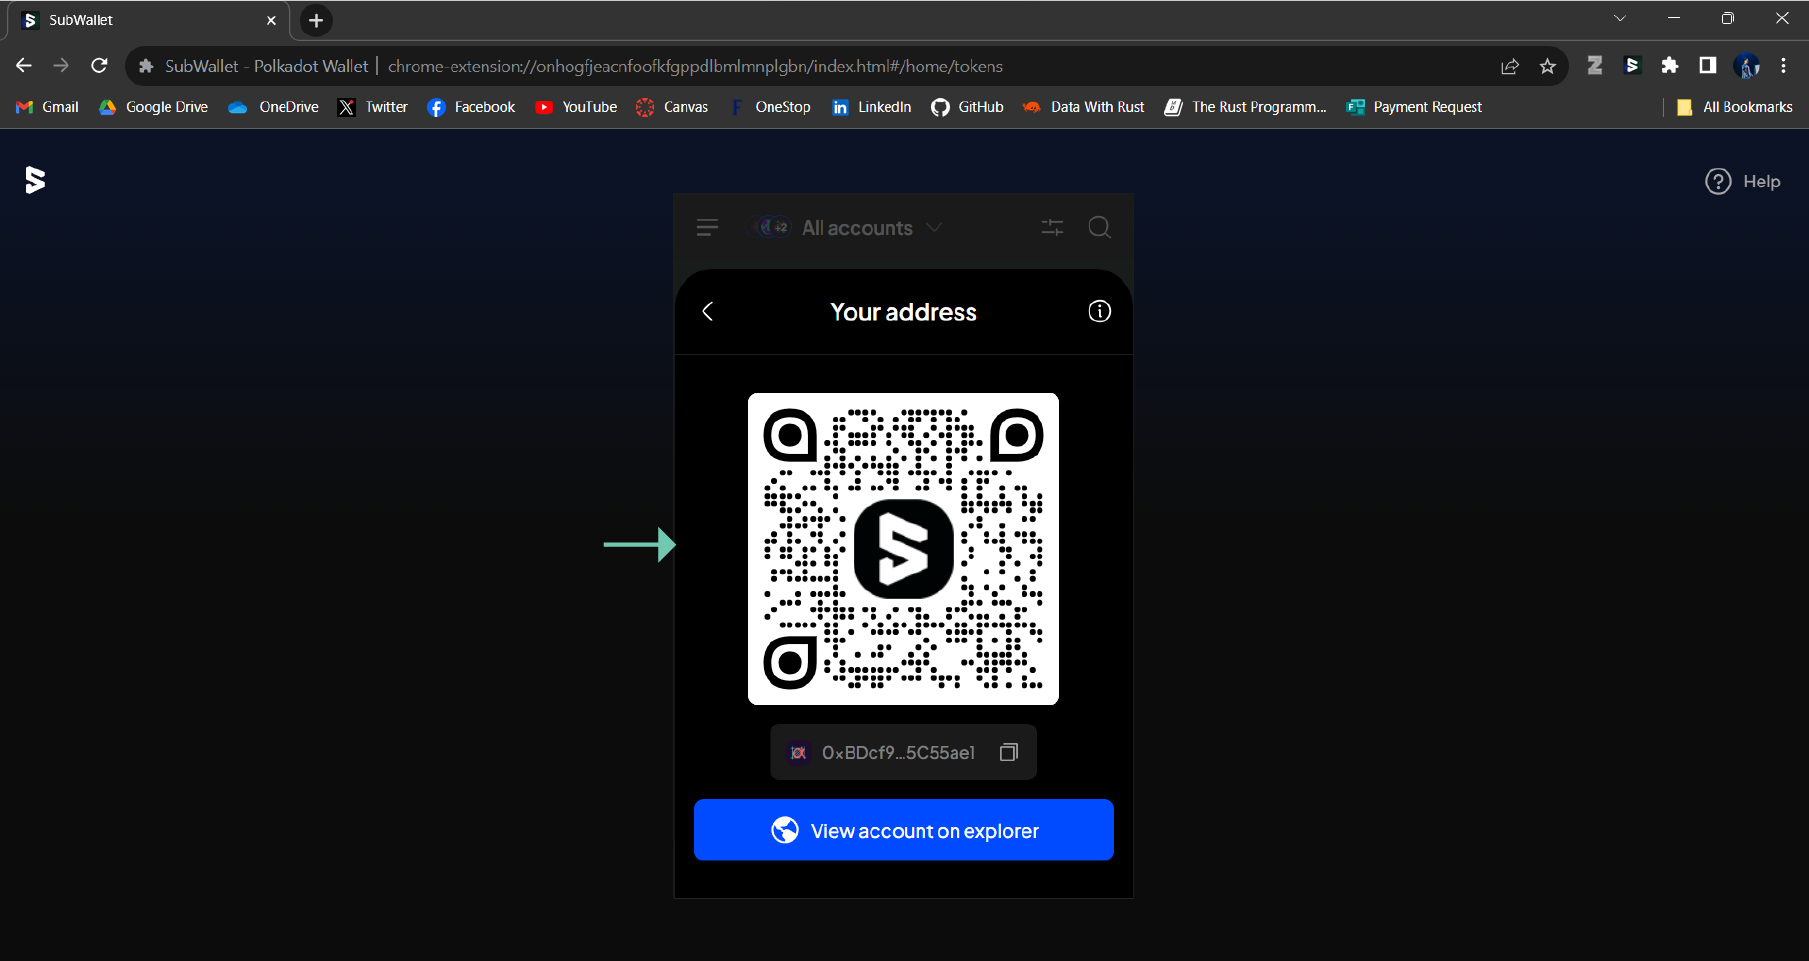 SubWallet
SubWallet - Polkadot Wallet | chrome-extension://onhogfjeacnfoofkfgppdlbmlmnplgbn/index.html#/home/tokens
Gmail Google Drive OneDrive Twitter Facebook YouTube Canvas OneStop LinkedIn GitHub Data With Rust The Rust Programm... Payment Request All Bookmarks
Help
+2 All accounts
Your address
0xBDcf9...5C55ae1
View account on explorer